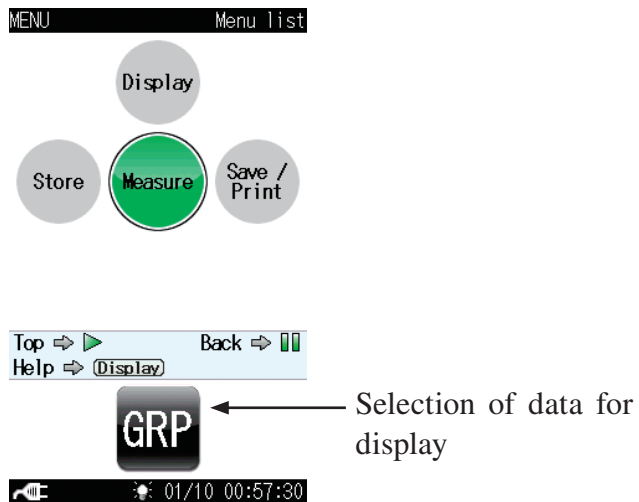 MENU Menu list
Display
Store Measure Save /
Print
Top ⇨ ▷ Back ⇨ ▯▯
Help ⇨ (Display)
GRP
Selection of data for
display
01/10 00:57:30